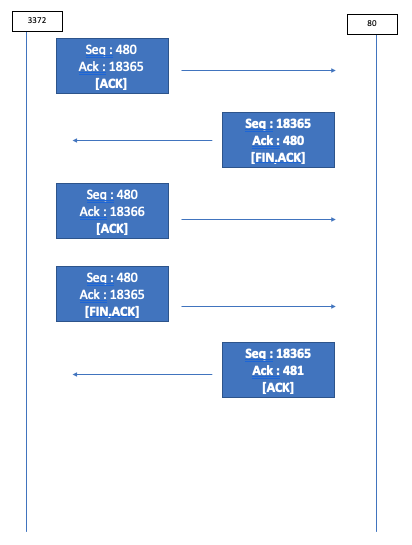 3372
80
Seq : 480
Ack : 18365
[ACK]
Seq : 18365
Ack : 480
[FIN,ACK]
Seq : 480
Ack : 18366
[ACK]
Seq : 480
Ack : 18365
[FIN,ACK]
Seq : 18365
Ack : 481
[ACK]